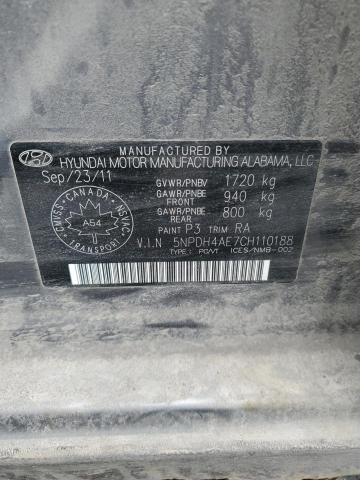 MANUFACTURED BY
HYUNDAI MOTOR MANUFACTURING ALABAMA, LLC
Sep/23/11
GVWR/PNBV 1720 kg
GAWR/PNBE FRONT 940 kg
GAWR/PNBE REAR 800 kg
PAINT P3 TRIM RA
V.I.N 5NPDH4AE7CH110188
TYPE: PC/VT ICES/NMB-002
CANADA
CMVSS NSVAC
A54
TRANSPORT